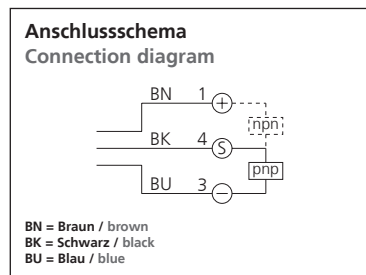 Anschlussschema
Connection diagram
BN 1 +
npn
BK 4 S
pnp
BU 3 −
BN = Braun / brown
BK = Schwarz / black
BU = Blau / blue